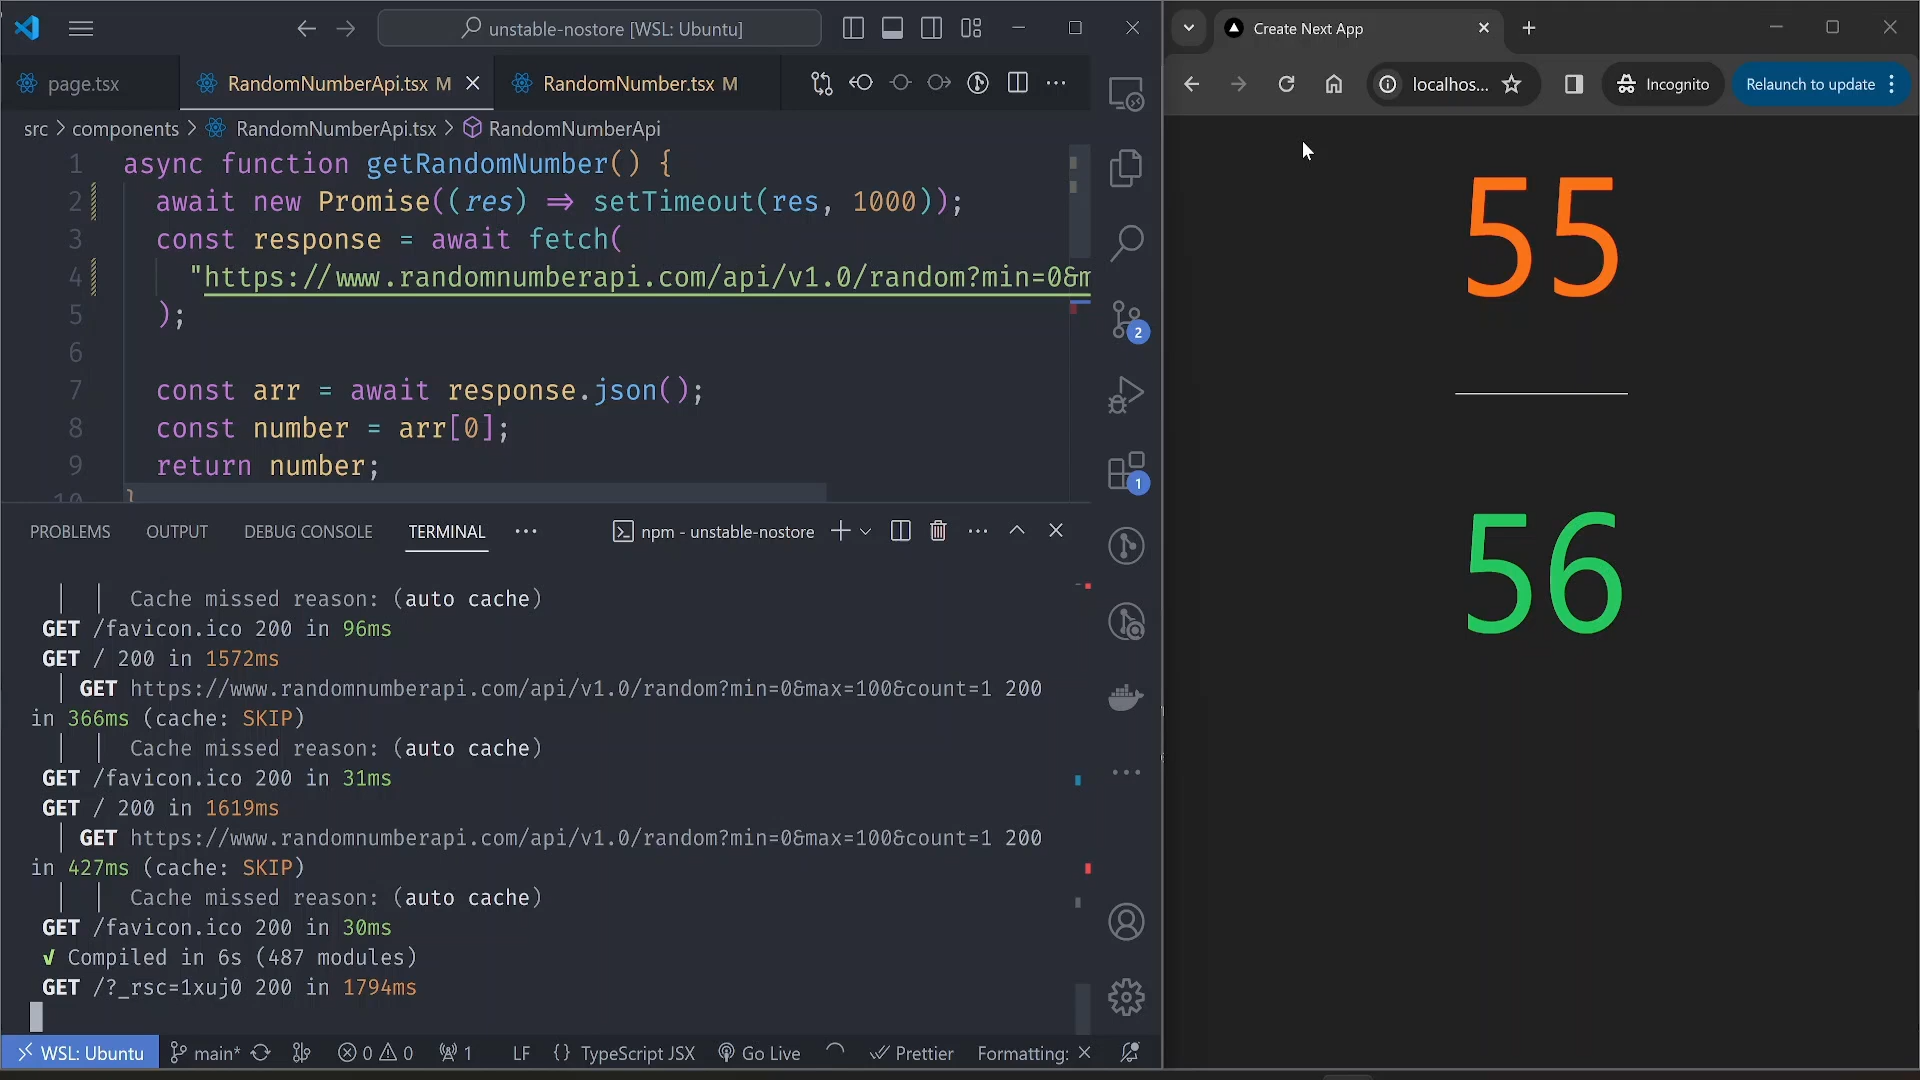 unstable-nostore [WSL: Ubuntu]
page.tsx
RandomNumberApi.tsx M
RandomNumber.tsx M
src > components > RandomNumberApi.tsx > RandomNumberApi
1 async function getRandomNumber() {
2 await new Promise((res) => setTimeout(res, 1000));
3 const response = await fetch(
4 "https://www.randomnumberapi.com/api/v1.0/random?min=0&m
5 );
6
7 const arr = await response.json();
8 const number = arr[0];
9 return number;
10 }
PROBLEMS OUTPUT DEBUG CONSOLE TERMINAL ··· npm - unstable-nostore
│ │ Cache missed reason: (auto cache)
GET /favicon.ico 200 in 96ms
GET / 200 in 1572ms
│ GET https://www.randomnumberapi.com/api/v1.0/random?min=0&max=100&count=1 200
in 366ms (cache: SKIP)
│ │ Cache missed reason: (auto cache)
GET /favicon.ico 200 in 31ms
GET / 200 in 1619ms
│ GET https://www.randomnumberapi.com/api/v1.0/random?min=0&max=100&count=1 200
in 427ms (cache: SKIP)
│ │ Cache missed reason: (auto cache)
GET /favicon.ico 200 in 30ms
√ Compiled in 6s (487 modules)
GET /?_rsc=1xuj0 200 in 1794ms
WSL: Ubuntu main* 0 0 1 LF {} TypeScript JSX Go Live Prettier Formatting: ×
2
1
Create Next App
localhos...
Incognito
Relaunch to update
55
56